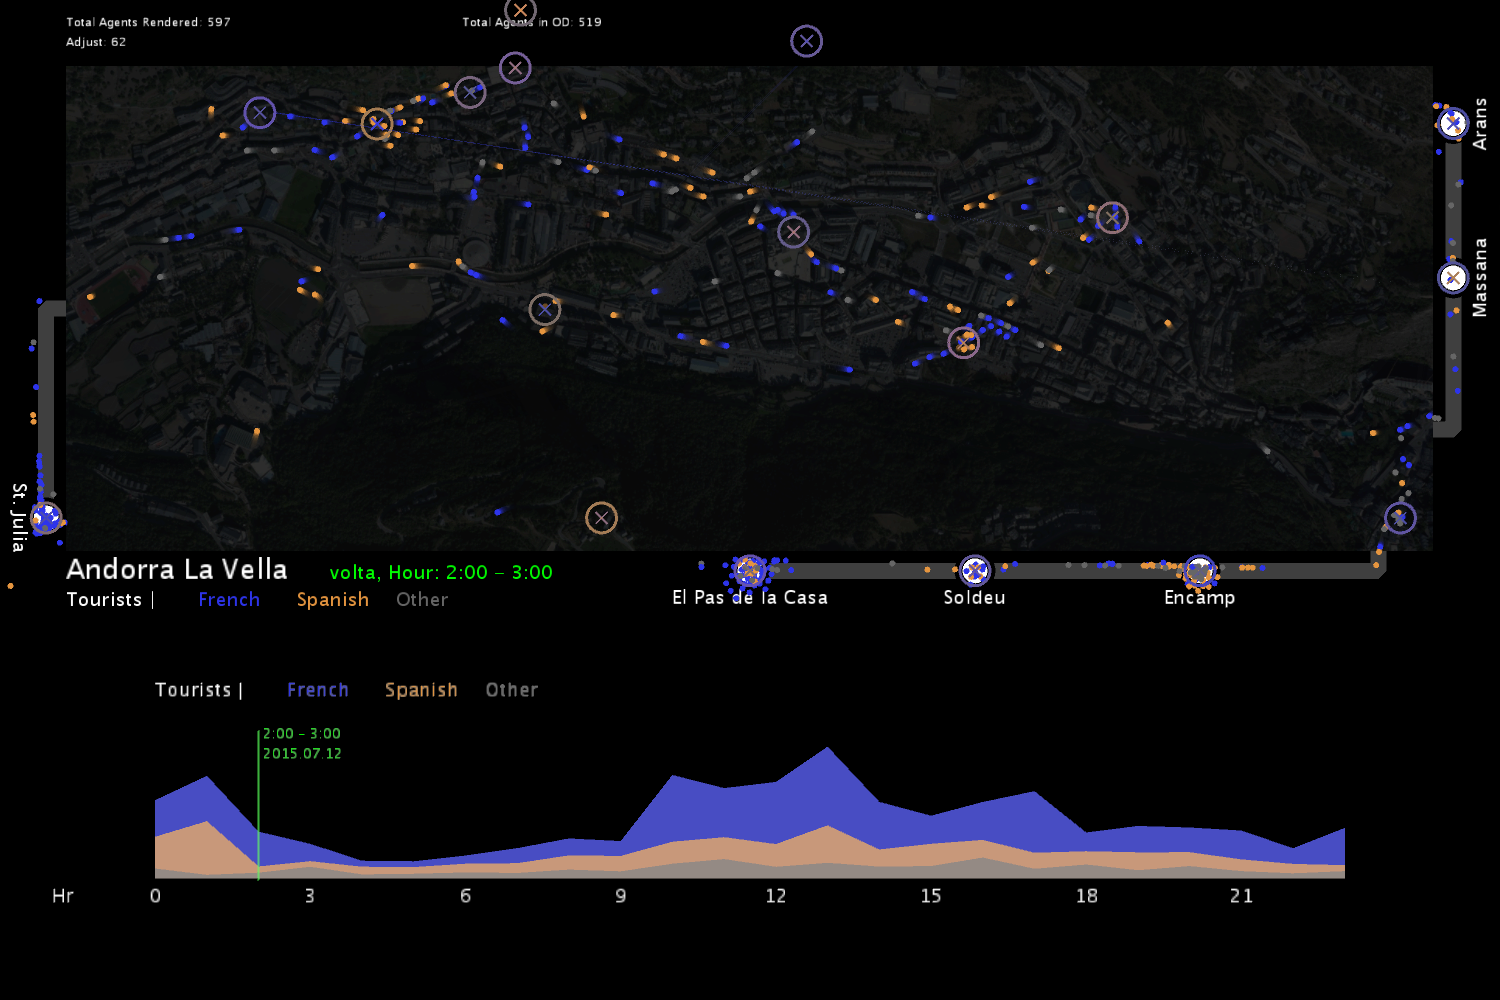 Total Agents Rendered: 597
Total Agents in OD: 519
Adjust: 62
Arans
Massana
St. Julia
Andorra La Vella
volta, Hour: 2:00 – 3:00
Tourists | French Spanish Other
El Pas de la Casa
Soldeu
Encamp
Tourists | French Spanish Other
2:00 – 3:00
2015.07.12
Hr 0 3 6 9 12 15 18 21